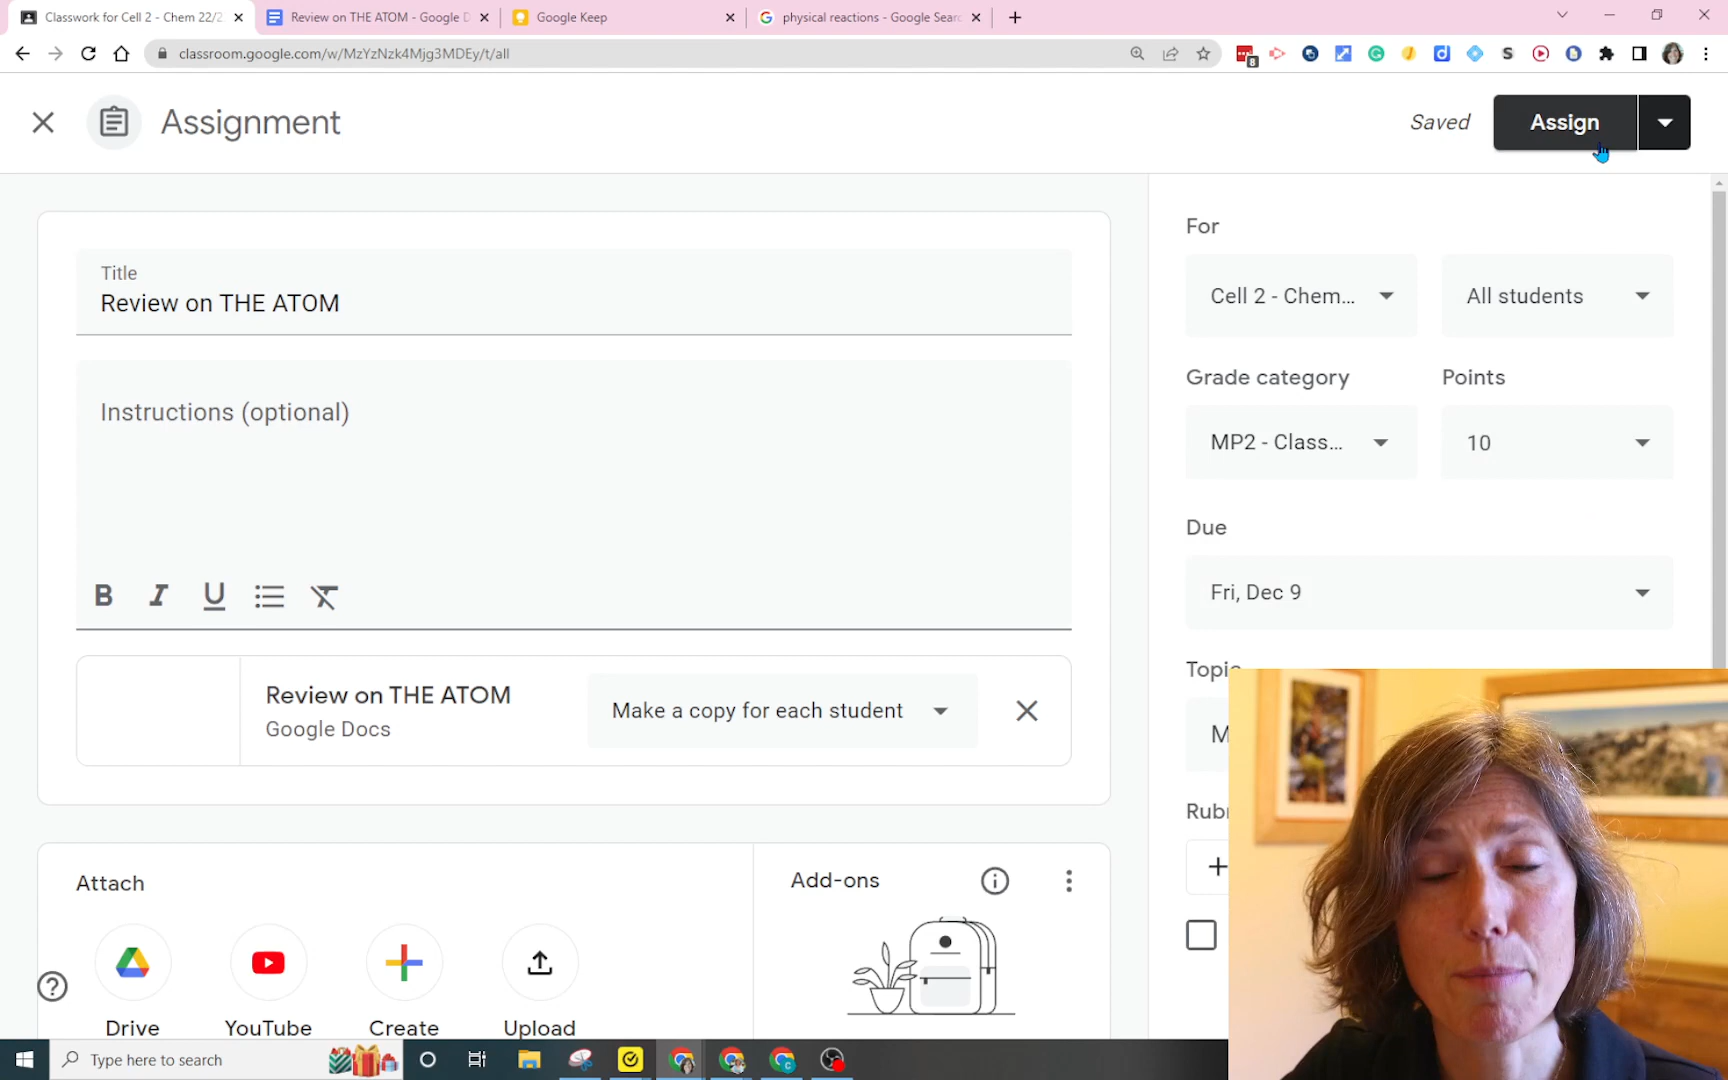 Classwork for Cell 2 - Chem 22/2
Review on THE ATOM - Google D
Google Keep
physical reactions - Google Searc
classroom.google.com/w/MzYzNzk4Mjg3MDEy/t/all
8
Assignment
Saved
Assign
Title
Review on THE ATOM
Instructions (optional)
B I U
Review on THE ATOM
Google Docs
Make a copy for each student
Attach
Drive
YouTube
Create
Upload
Add-ons
For
Cell 2 - Chem...
All students
Grade category
Points
MP2 - Class...
10
Due
Fri, Dec 9
Topic
M
Rubr
Type here to search